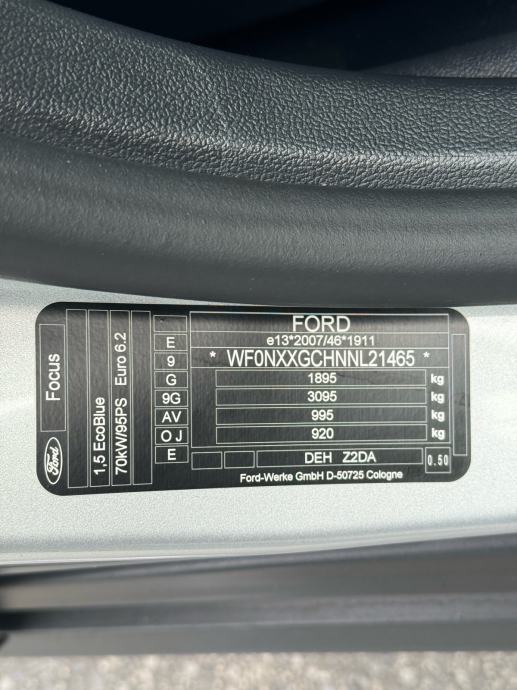 Focus
1,5 EcoBlue
70kW/95PS Euro 6.2
Ford
E
9
G
9G
AV
O J
E
FORD
e13*2007/46*1911
* WF0NXXGCHNNL21465 *
1895 kg
3095 kg
995 kg
920 kg
DEH Z2DA 0.50
Ford-Werke GmbH D-50725 Cologne